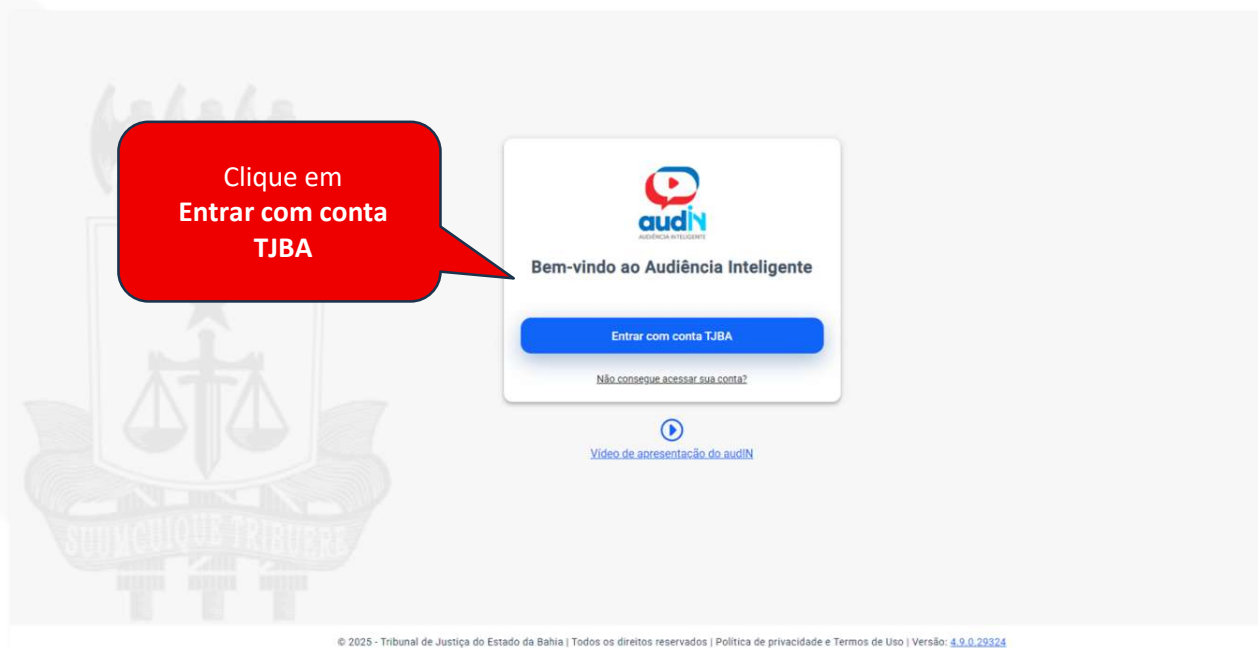 Clique em
Entrar com conta
TJBA
audIN
AUDIÊNCIA INTELIGENTE
Bem-vindo ao Audiência Inteligente
Entrar com conta TJBA
Não consegue acessar sua conta?
Vídeo de apresentação do audIN
SUUM CUIQUE TRIBUERE
© 2025 - Tribunal de Justiça do Estado da Bahia | Todos os direitos reservados | Política de privacidade e Termos de Uso | Versão: 4.9.0.29324